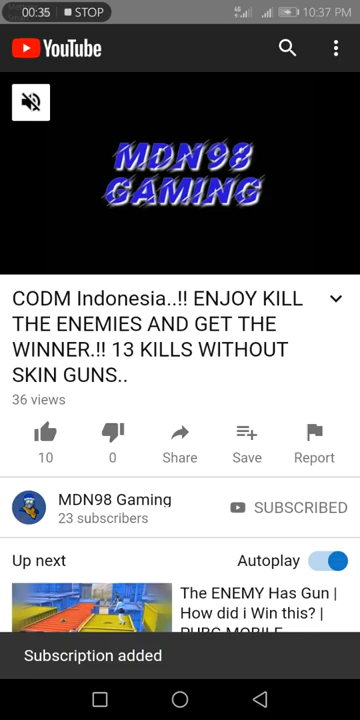 00:35 STOP 10:37 PM
YouTube
MDN98
GAMING
CODM Indonesia..!! ENJOY KILL
THE ENEMIES AND GET THE
WINNER.!! 13 KILLS WITHOUT
SKIN GUNS..
36 views
10 0 Share Save Report
MDN98 Gaming
23 subscribers
SUBSCRIBED
Up next Autoplay
The ENEMY Has Gun |
How did i Win this? |
PUBG MOBILE
Subscription added